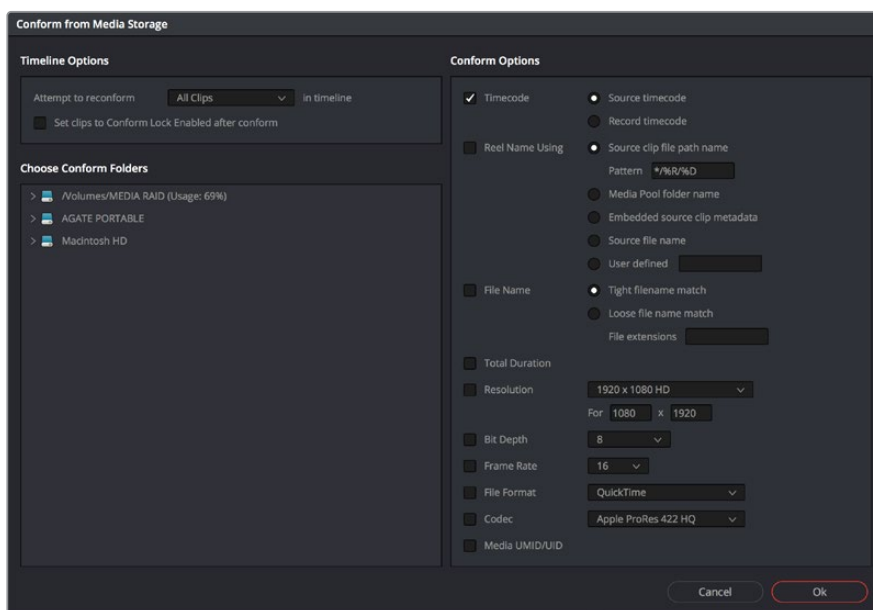 Conform from Media Storage
Timeline Options
Attempt to reconform All Clips in timeline
Set clips to Conform Lock Enabled after conform
Choose Conform Folders
/Volumes/MEDIA RAID (Usage: 69%)
AGATE PORTABLE
Macintosh HD
Conform Options
Timecode Source timecode
Record timecode
Reel Name Using Source clip file path name
Pattern */%R/%D
Media Pool folder name
Embedded source clip metadata
Source file name
User defined
File Name Tight filename match
Loose file name match
File extensions
Total Duration
Resolution 1920 x 1080 HD
For 1080 x 1920
Bit Depth 8
Frame Rate 16
File Format QuickTime
Codec Apple ProRes 422 HQ
Media UMID/UID
Cancel Ok